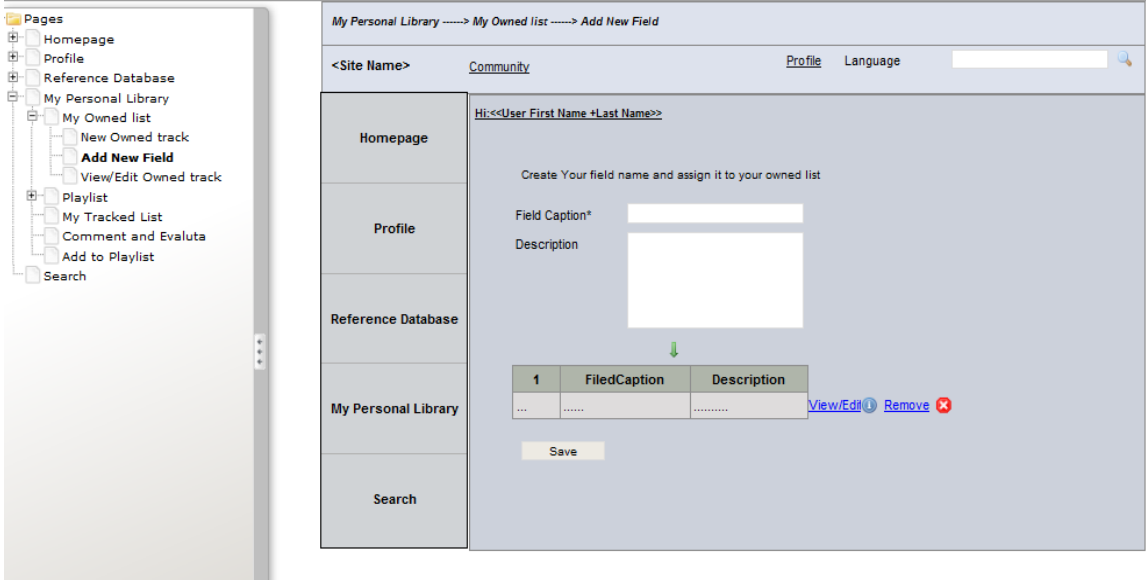 Pages
Homepage
Profile
Reference Database
My Personal Library
My Owned list
New Owned track
Add New Field
View/Edit Owned track
Playlist
My Tracked List
Comment and Evaluta
Add to Playlist
Search
My Personal Library ------> My Owned list ------> Add New Field
<Site Name> Community Profile Language
Homepage
Profile
Reference Database
My Personal Library
Search
Hi:<<User First Name +Last Name>>
Create Your field name and assign it to your owned list
Field Caption*
Description
1 FiledCaption Description
... ...... .......... View/Edit Remove
Save